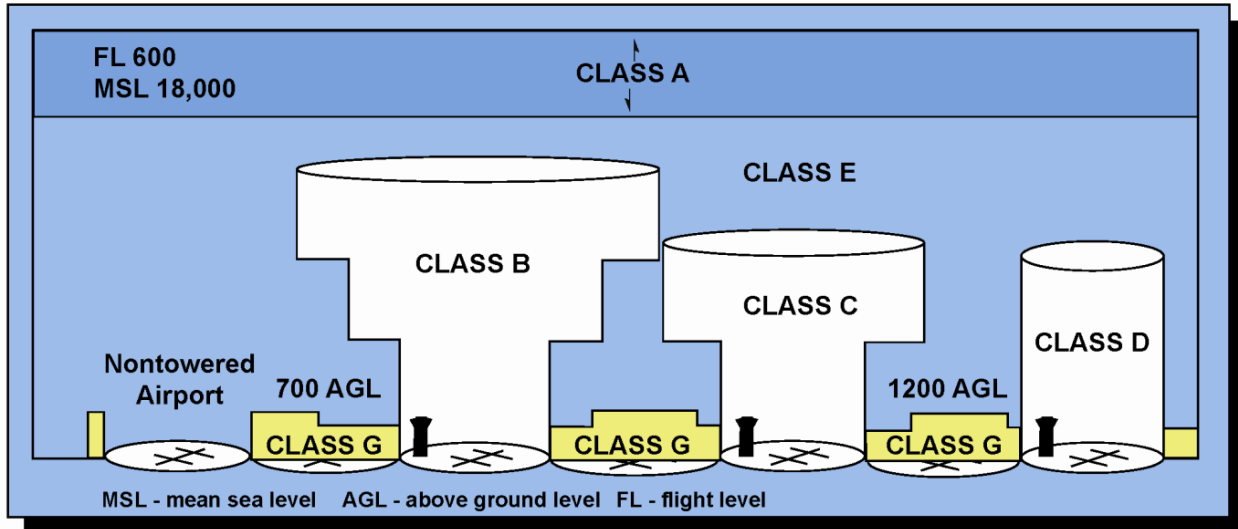 FL 600
MSL 18,000
CLASS A
CLASS E
CLASS B
CLASS C
CLASS D
Nontowered
Airport
700 AGL
1200 AGL
CLASS G
CLASS G
CLASS G
MSL - mean sea level AGL - above ground level FL - flight level